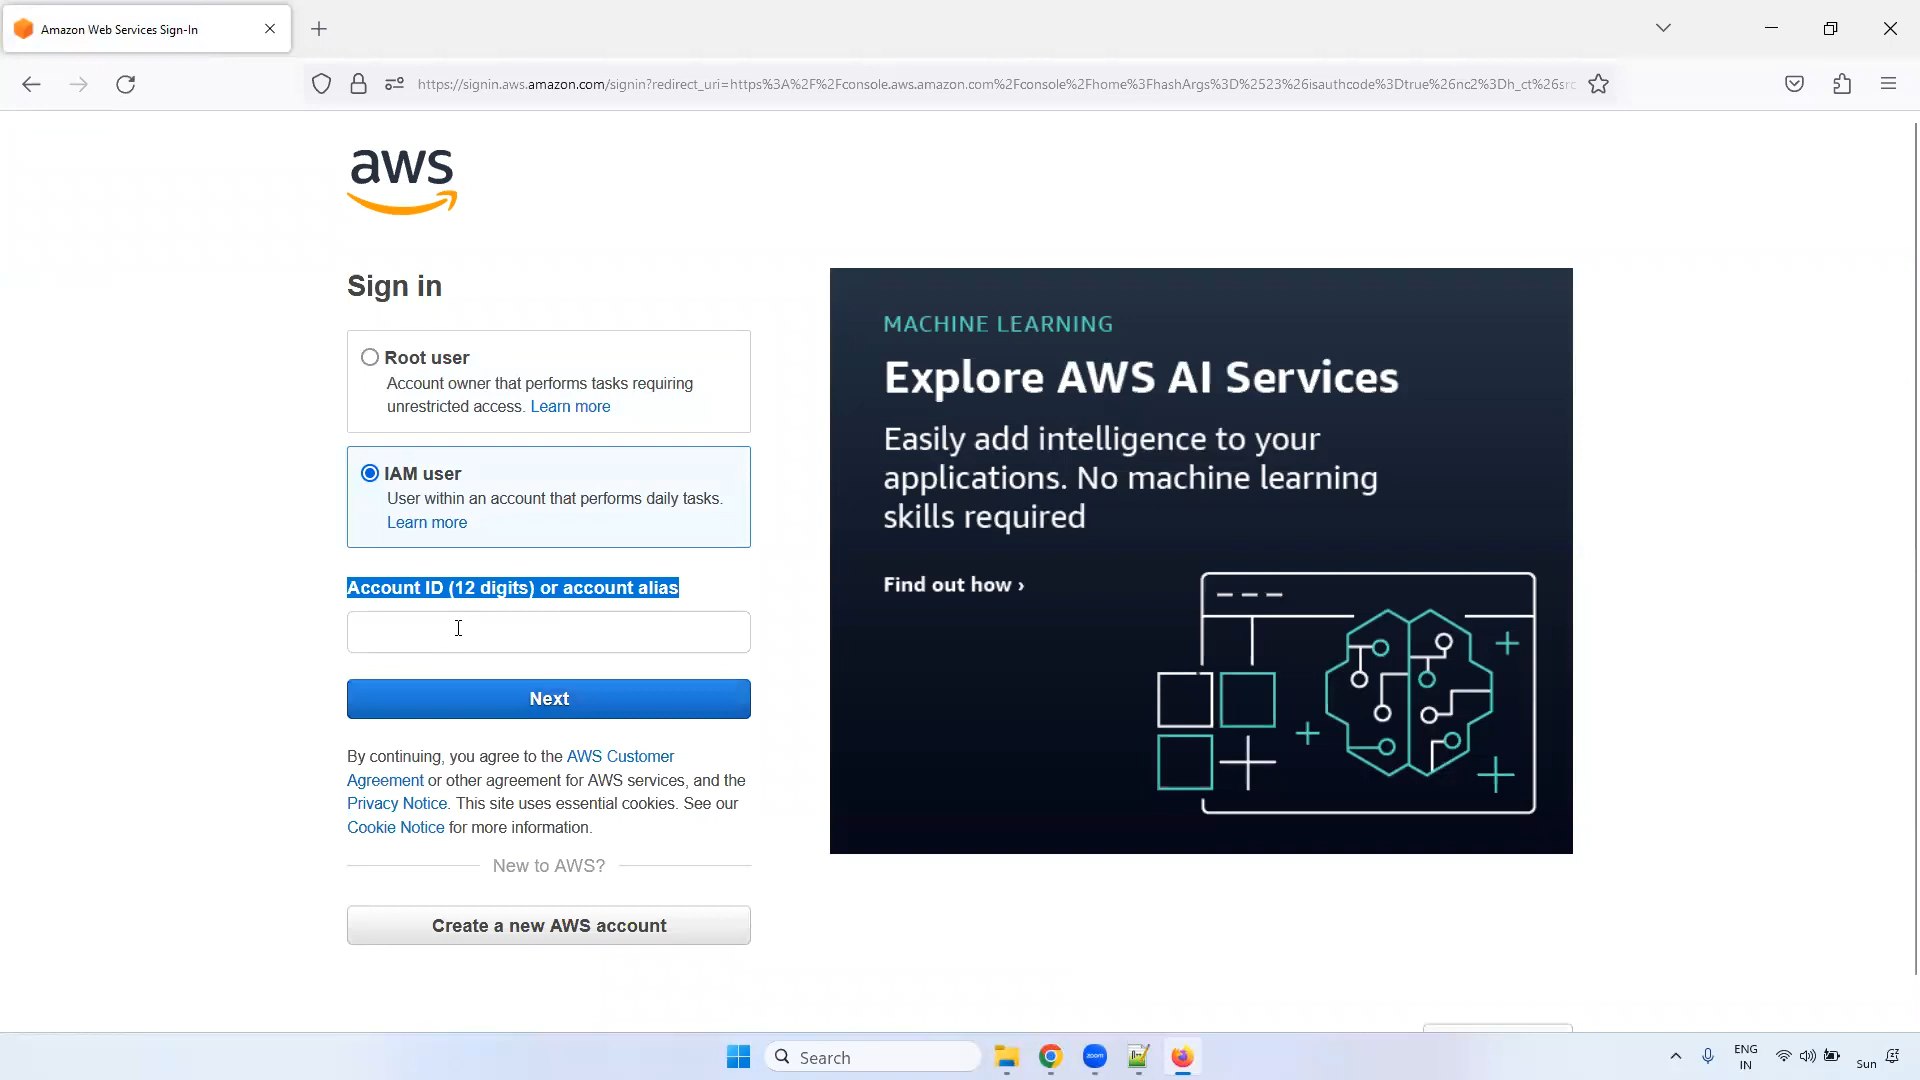 Amazon Web Services Sign-In
https://signin.aws.amazon.com/signin?redirect_uri=https%3A%2F%2Fconsole.aws.amazon.com%2Fconsole%2Fhome%3FhashArgs%3D%2523%26isauthcode%3Dtrue%26nc2%3Dh_ct%26src
aws
Sign in
Root user
Account owner that performs tasks requiring
unrestricted access. Learn more
IAM user
User within an account that performs daily tasks.
Learn more
Account ID (12 digits) or account alias
Next
By continuing, you agree to the AWS Customer
Agreement or other agreement for AWS services, and the
Privacy Notice. This site uses essential cookies. See our
Cookie Notice for more information.
New to AWS?
Create a new AWS account
MACHINE LEARNING
Explore AWS AI Services
Easily add intelligence to your
applications. No machine learning
skills required
Find out how ›
Search
zoom
ENG
IN
Sun